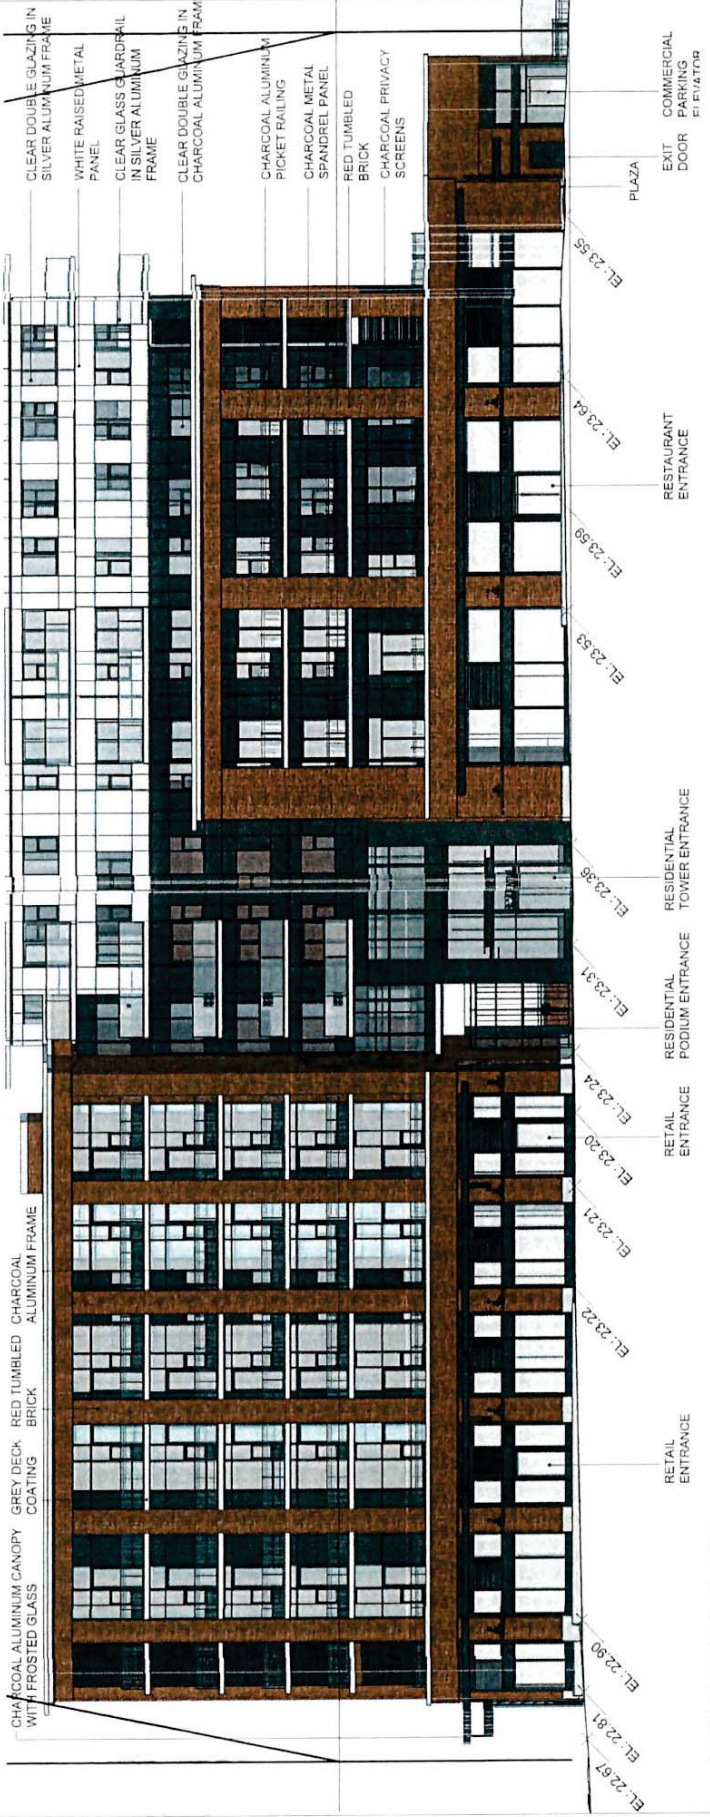 CHARCOAL ALUMINUM CANOPY
WITH FROSTED GLASS
GREY DECK
COATING
RED TUMBLED
BRICK
CHARCOAL
ALUMINUM FRAME
CLEAR DOUBLE GLAZING IN
SILVER ALUMINUM FRAME
WHITE RAISED METAL
PANEL
CLEAR GLASS GUARDRAIL
IN SILVER ALUMINUM
FRAME
CLEAR DOUBLE GLAZING IN
CHARCOAL ALUMINUM FRAM
CHARCOAL ALUMINUM
PICKET RAILING
CHARCOAL METAL
SPANDREL PANEL
RED TUMBLED
BRICK
CHARCOAL PRIVACY
SCREENS
EL: 22.67
EL: 22.81
EL: 22.90
EL: 23.22
EL: 23.21
EL: 23.20
EL: 23.24
EL: 23.31
EL: 23.36
EL: 23.53
EL: 23.59
EL: 23.64
EL: 23.55
PLAZA
RETAIL
ENTRANCE
RETAIL
ENTRANCE
RESIDENTIAL
PODIUM ENTRANCE
RESIDENTIAL
TOWER ENTRANCE
RESTAURANT
ENTRANCE
EXIT
DOOR
COMMERCIAL
PARKING
ELEVATOR